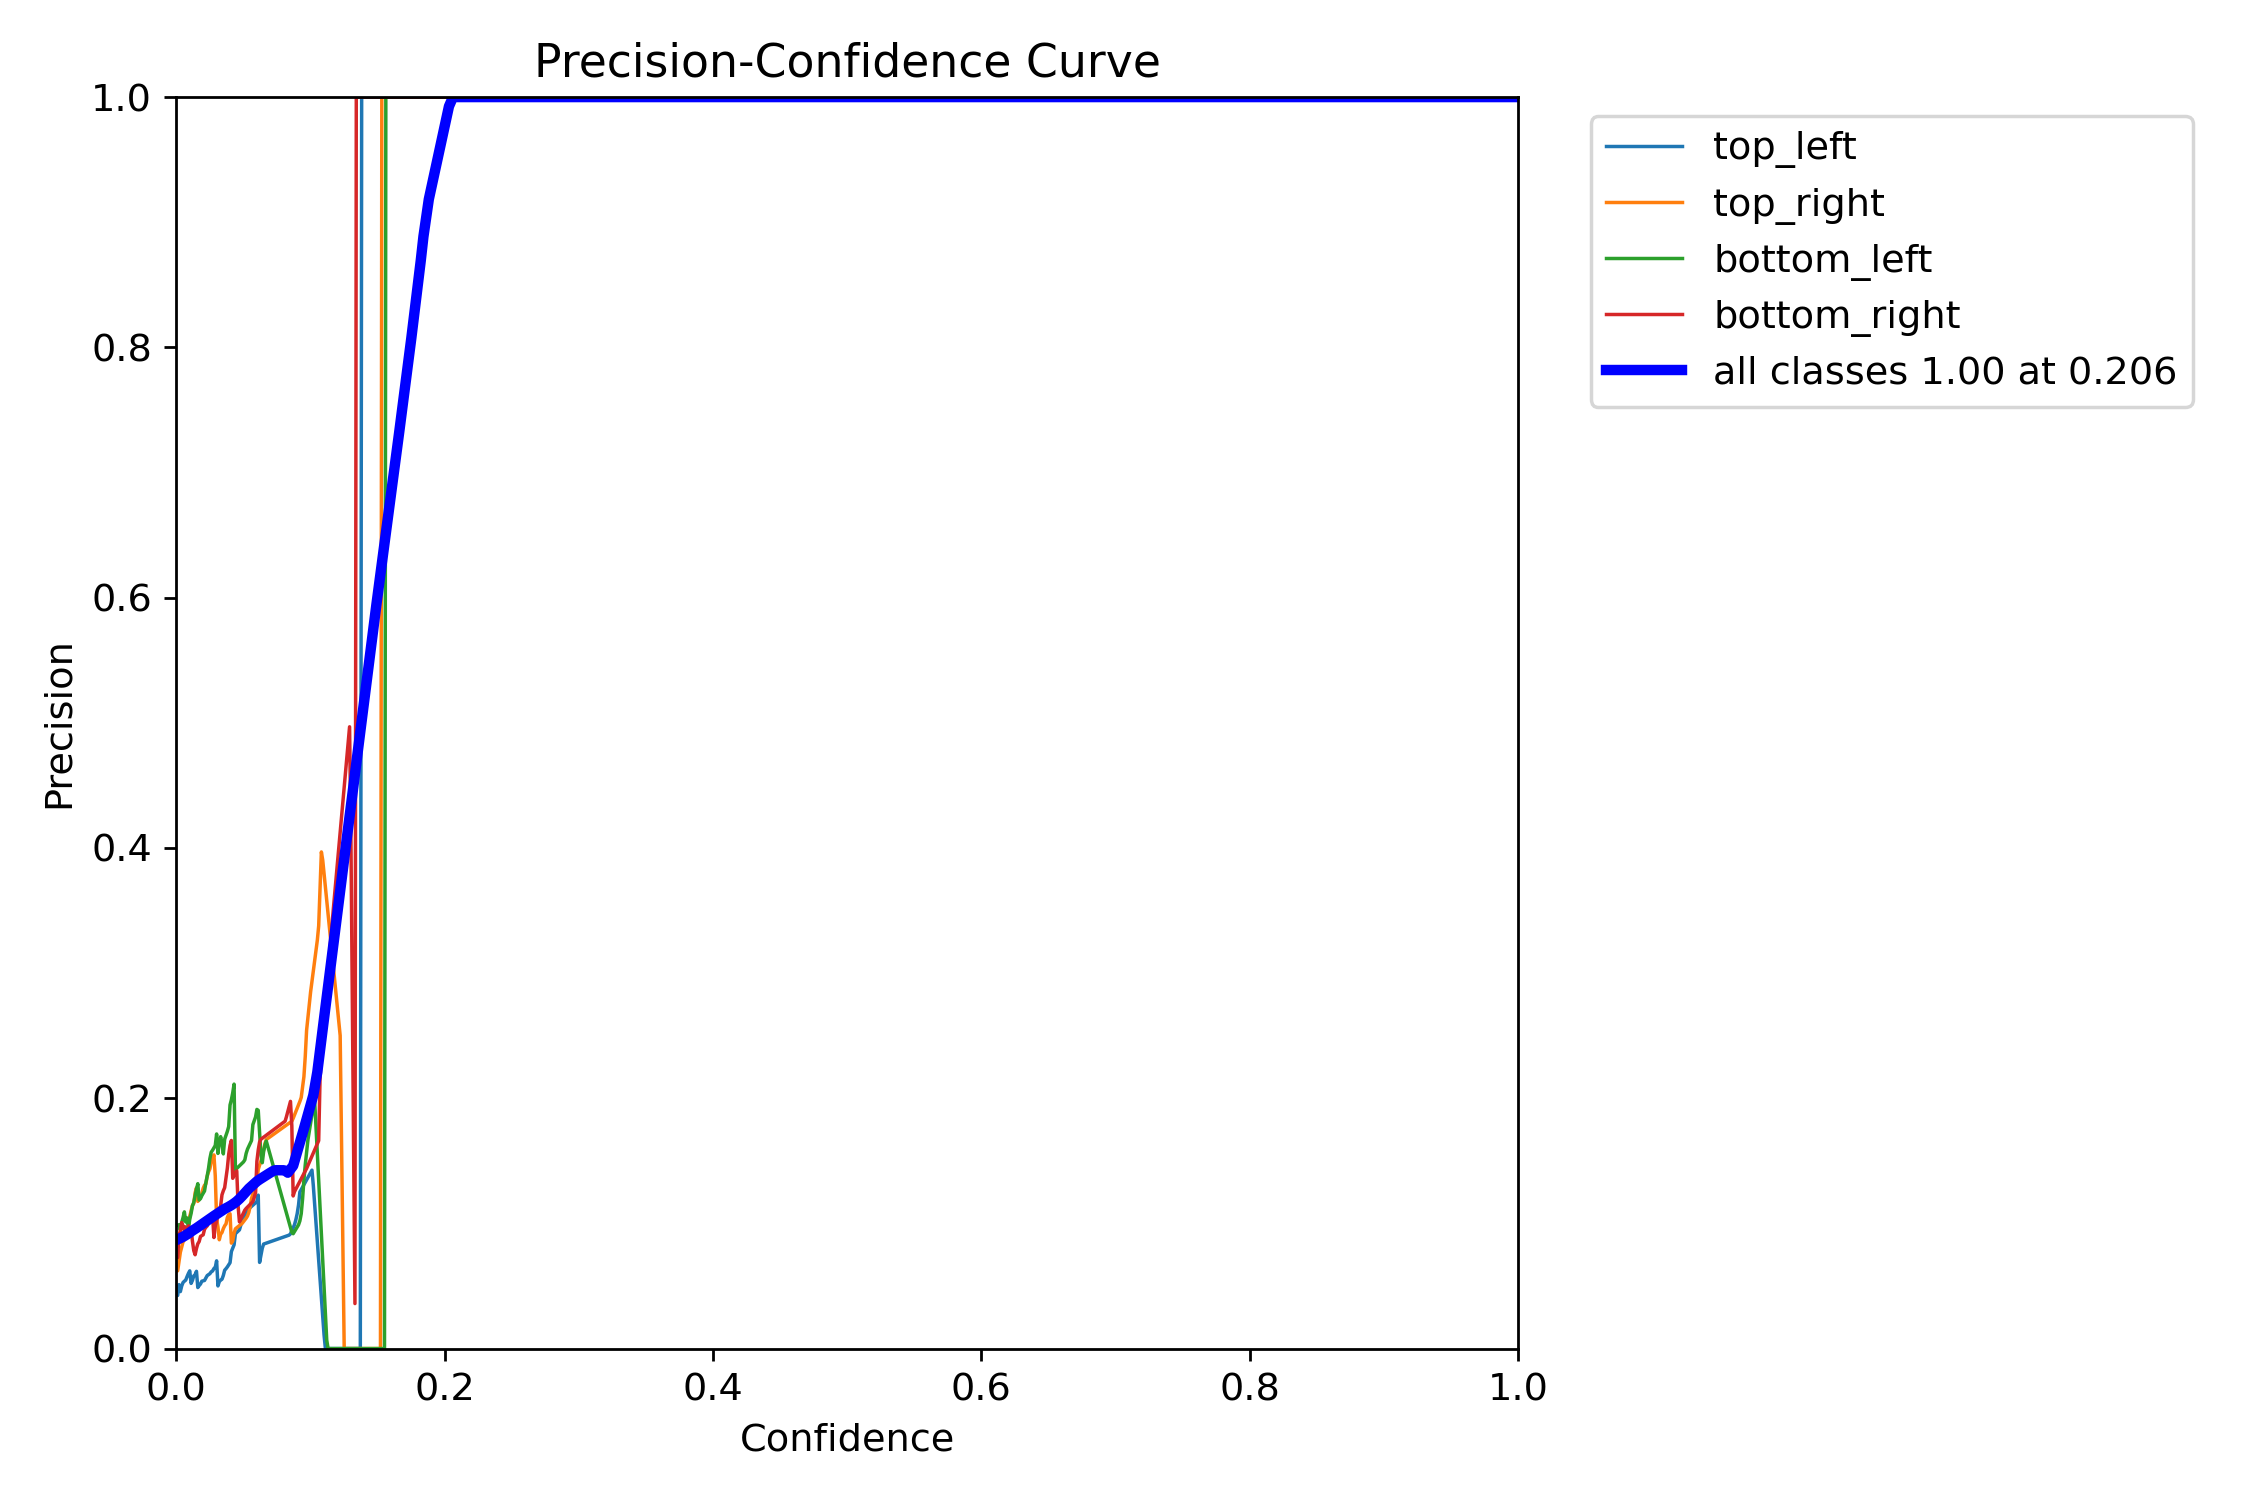 Precision-Confidence Curve
1.0
0.8
0.6
0.4
0.2
0.0
Precision
0.0 0.2 0.4 0.6 0.8 1.0
Confidence
top_left
top_right
bottom_left
bottom_right
all classes 1.00 at 0.206